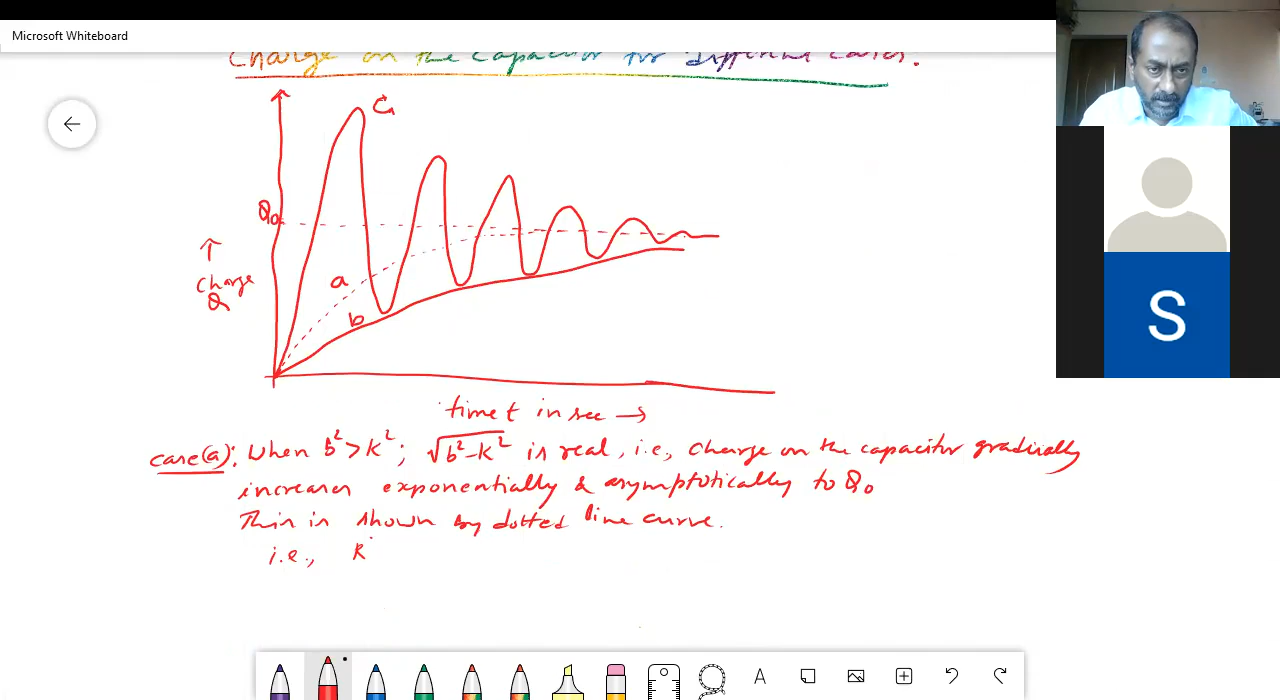 Microsoft Whiteboard
Charge on the Capacitor for Different Cases.
C
Q₀
a
Charge
Q
b
time t in sec →
S
case(a): When b² > k²; √b²-k² is real, i.e., charge on the capacitor gradually
increases exponentially & asymptotically to Q₀
This is shown by dotted line curve.
i.e., R
A